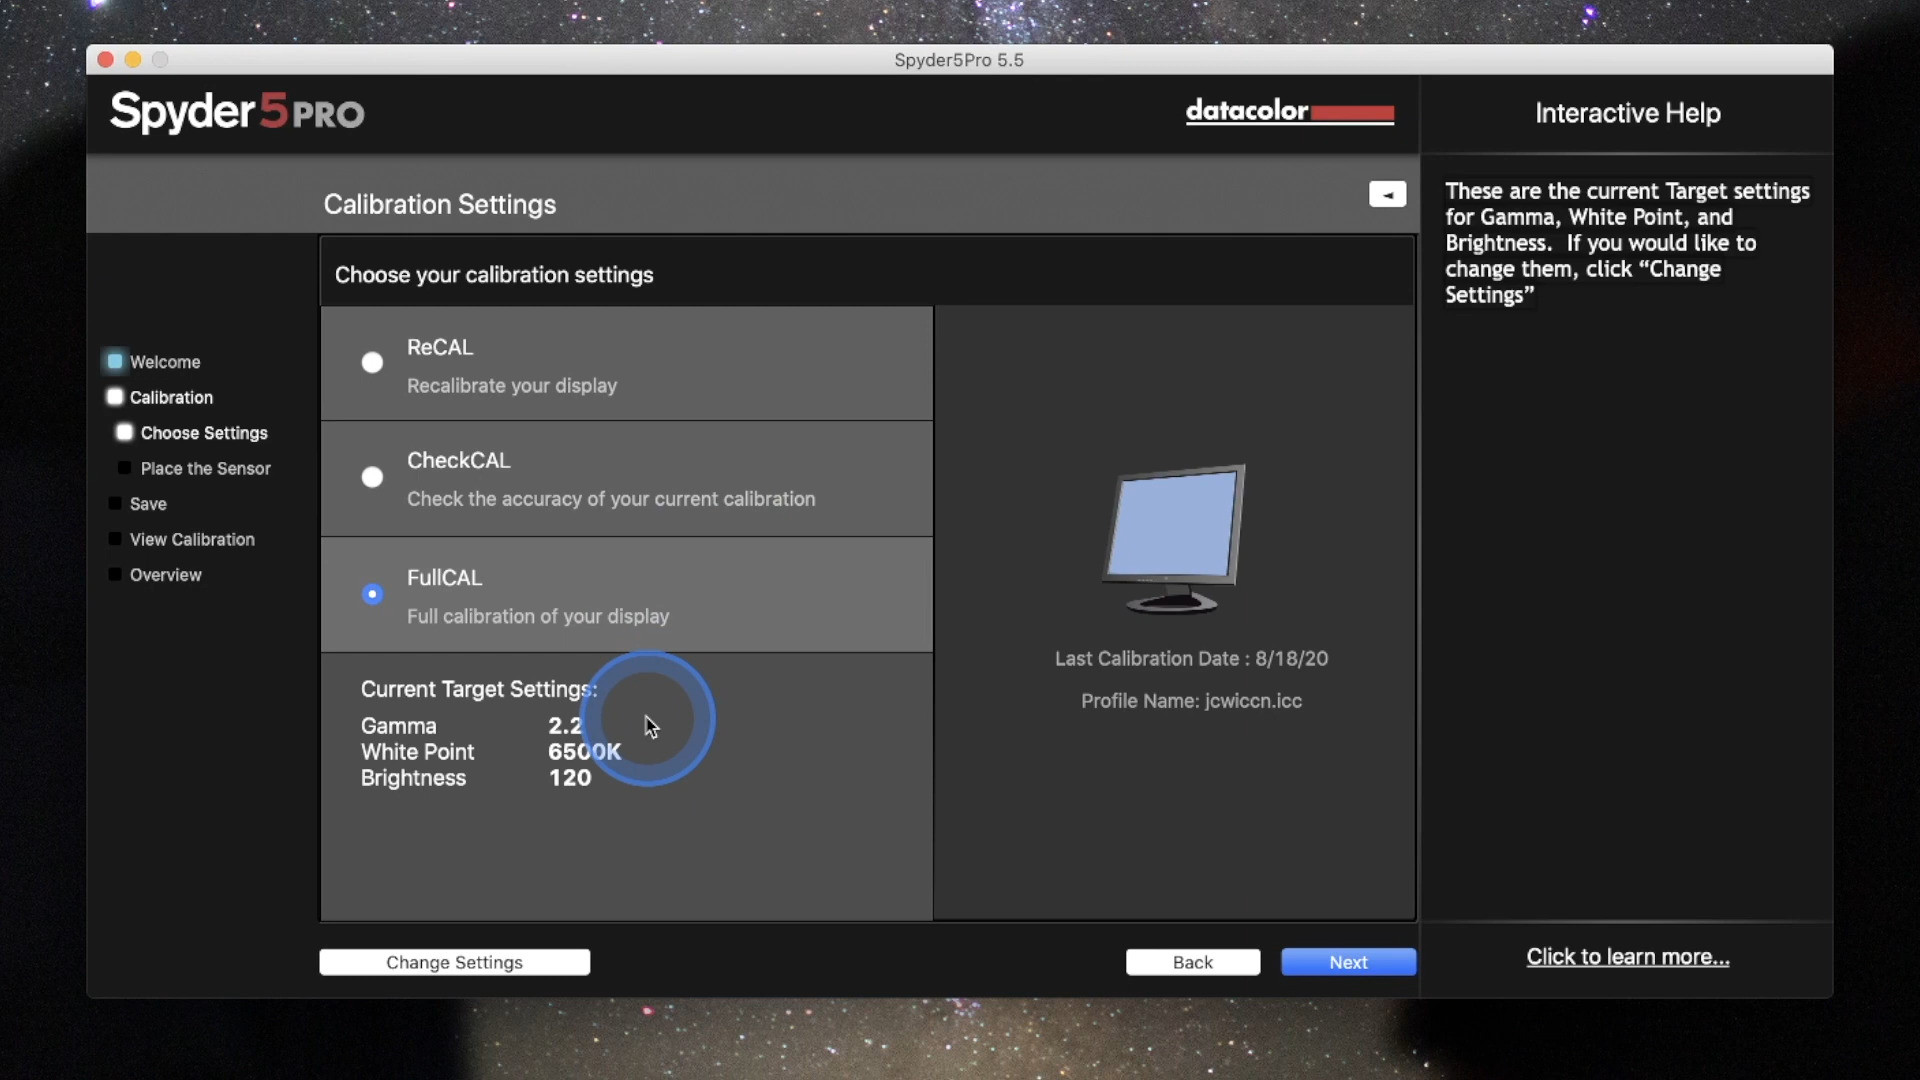 Spyder5Pro 5.5
Spyder5PRO
datacolor
Interactive Help
Calibration Settings
◄
Choose your calibration settings
Welcome
Calibration
Choose Settings
Place the Sensor
Save
View Calibration
Overview
ReCAL
Recalibrate your display
CheckCAL
Check the accuracy of your current calibration
FullCAL
Full calibration of your display
Current Target Settings:
Gamma 2.2
White Point 6500K
Brightness 120
Last Calibration Date : 8/18/20
Profile Name: jcwiccn.icc
These are the current Target settings
for Gamma, White Point, and
Brightness. If you would like to
change them, click “Change
Settings”
Change Settings
Back
Next
Click to learn more...